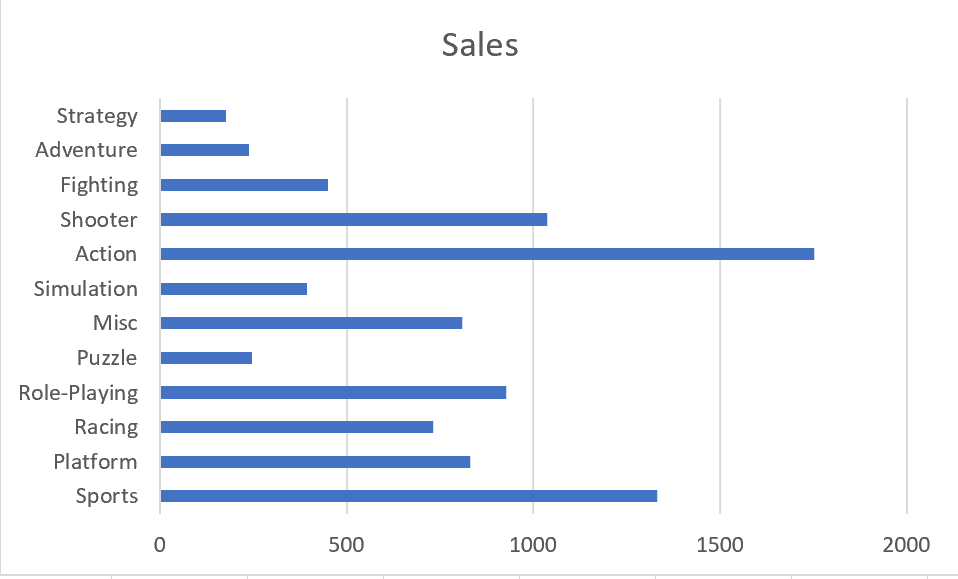 Sales
Strategy
Adventure
Fighting
Shooter
Action
Simulation
Misc
Puzzle
Role-Playing
Racing
Platform
Sports
0 500 1000 1500 2000